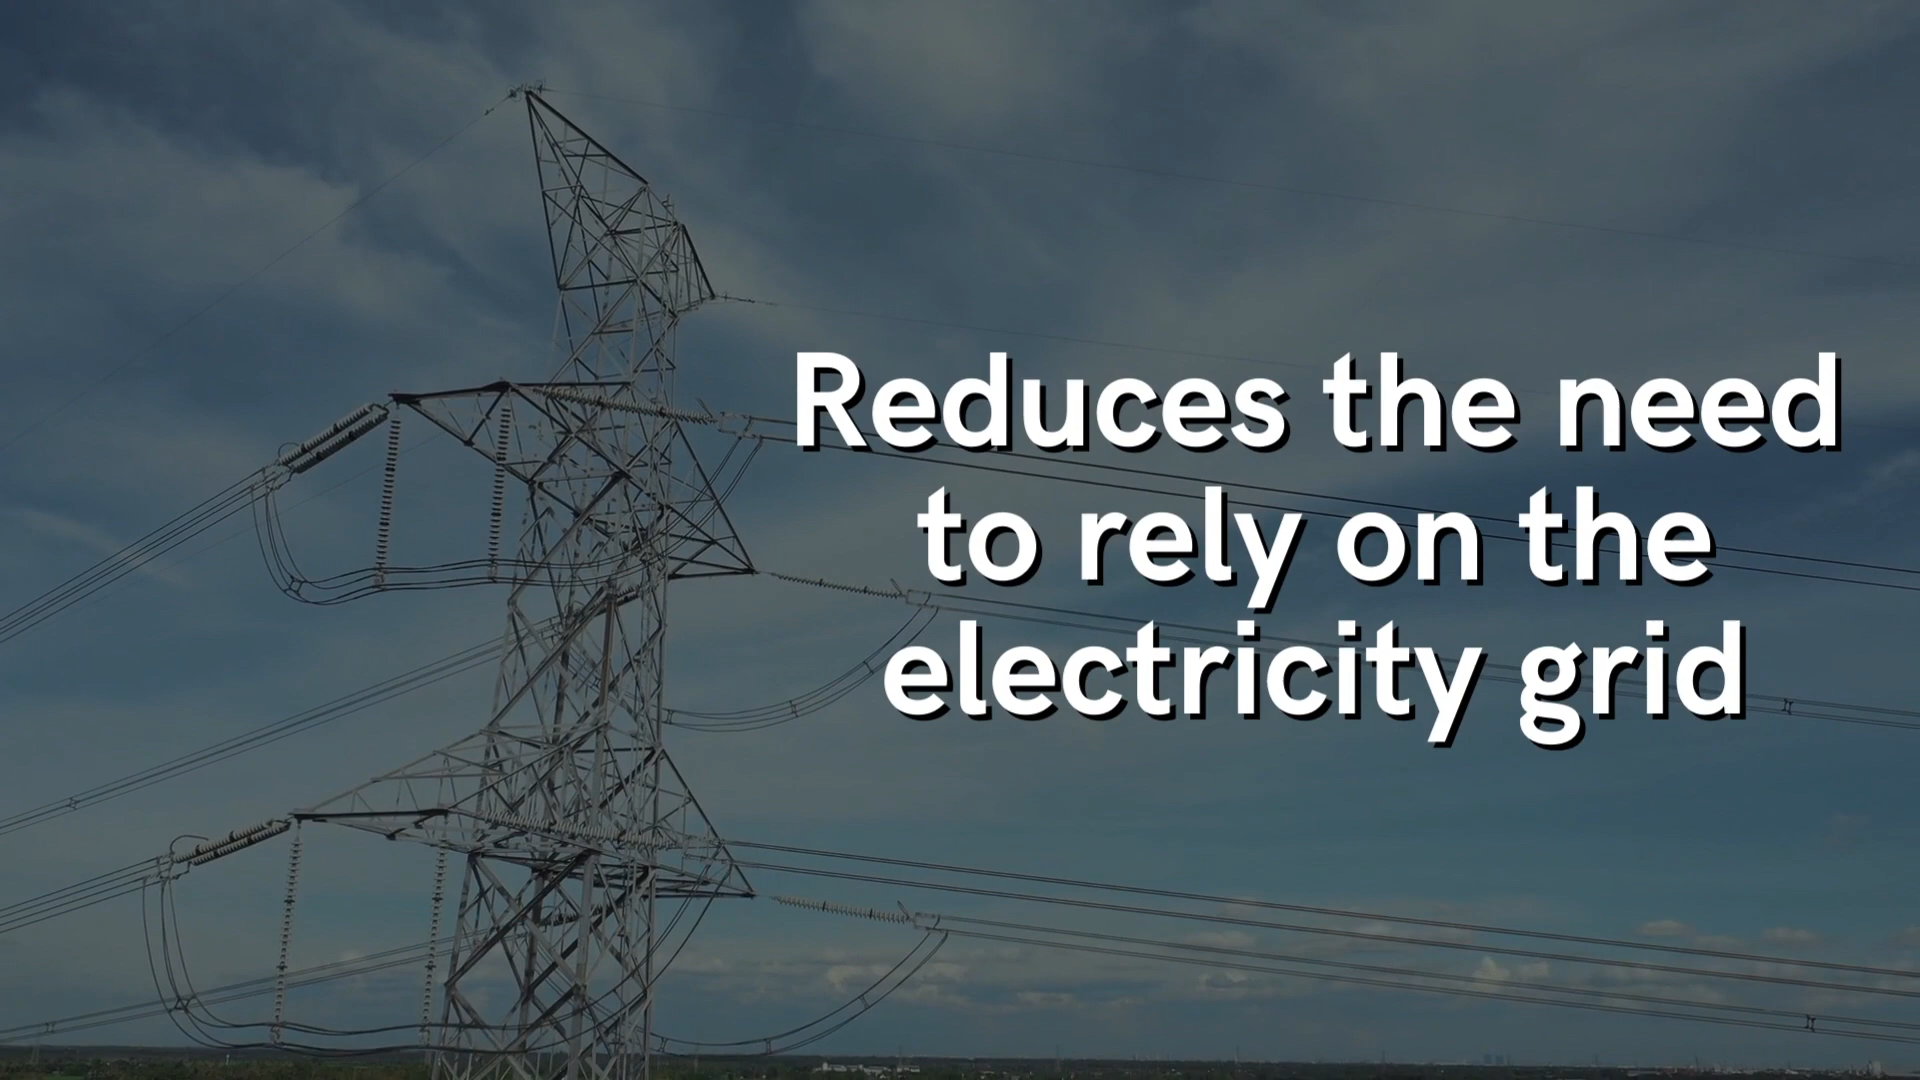 Reduces the need
to rely on the
electricity grid